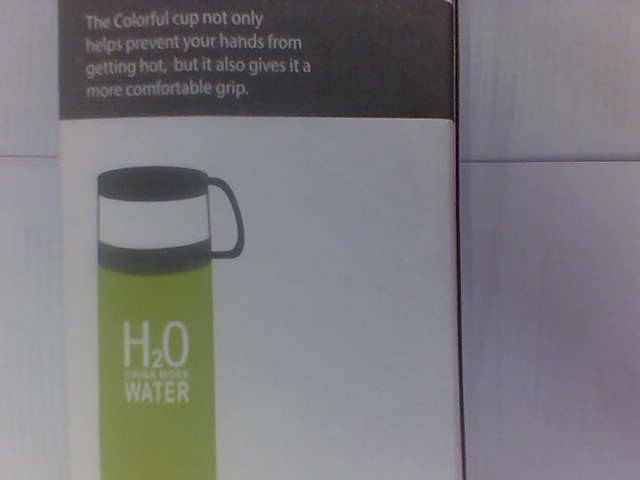 The Colorful cup not only
helps prevent your hands from
getting hot, but it also gives it a
more comfortable grip.
H2O
DRINK MORE
WATER